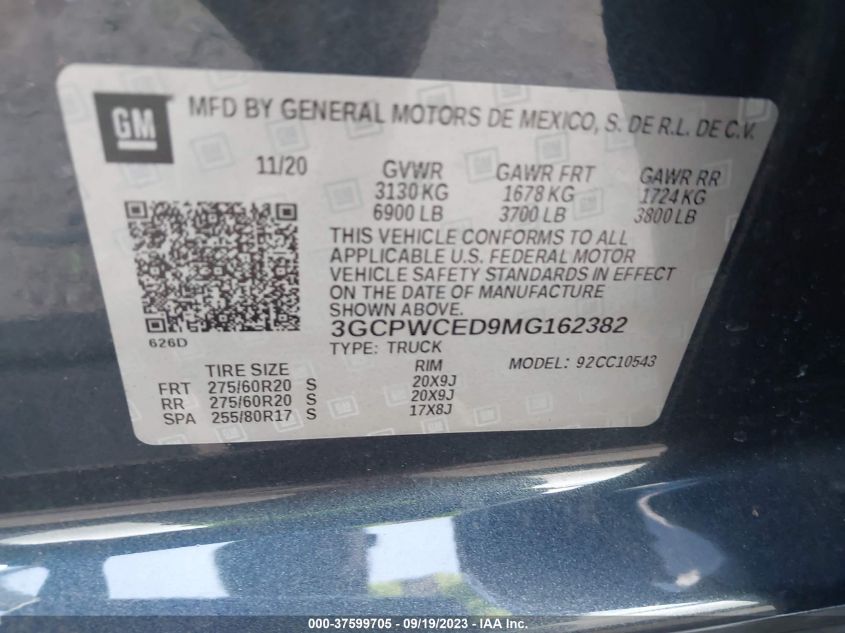 GM
MFD BY GENERAL MOTORS DE MEXICO, S. DE R.L. DE C.V.
11/20 GVWR GAWR FRT GAWR RR
3130 KG 1678 KG 1724 KG
6900 LB 3700 LB 3800 LB
THIS VEHICLE CONFORMS TO ALL
APPLICABLE U.S. FEDERAL MOTOR
VEHICLE SAFETY STANDARDS IN EFFECT
ON THE DATE OF MANUFACTURE
SHOWN ABOVE.
626D
3GCPWCED9MG162382
TYPE: TRUCK MODEL: 92CC10543
TIRE SIZE RIM
FRT 275/60R20 S 20X9J
RR 275/60R20 S 20X9J
SPA 255/80R17 S 17X8J
000-37599705 - 09/19/2023 - IAA Inc.